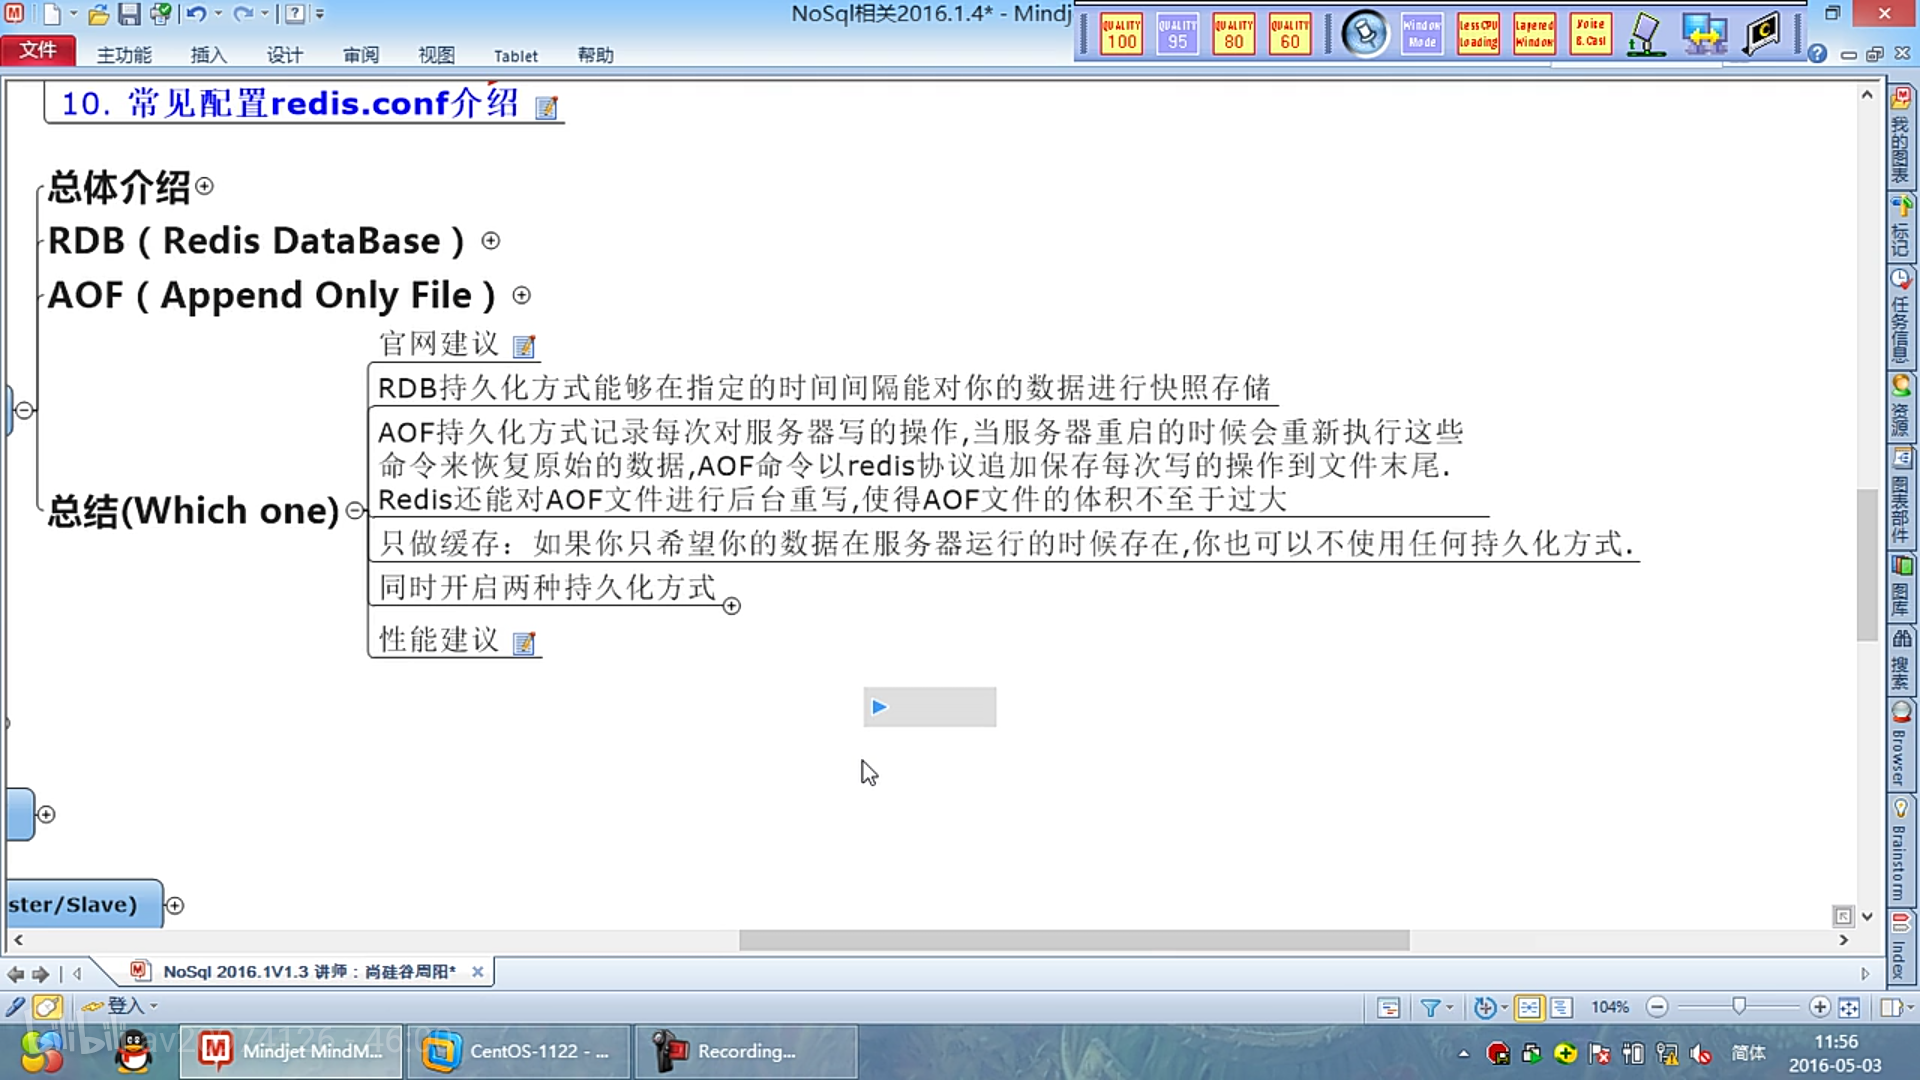 NoSql相关2016.1.4* - Mindj
QUALITY 100
QUALITY 95
QUALITY 80
QUALITY 60
Window Mode
Less CPU Loading
Layered Window
Noise B. Cast
文件
主功能
插入
设计
审阅
视图
Tablet
帮助
10. 常见配置redis.conf介绍
总体介绍
RDB ( Redis DataBase )
AOF ( Append Only File )
官网建议
RDB持久化方式能够在指定的时间间隔能对你的数据进行快照存储
AOF持久化方式记录每次对服务器写的操作,当服务器重启的时候会重新执行这些
命令来恢复原始的数据,AOF命令以redis协议追加保存每次写的操作到文件末尾.
Redis还能对AOF文件进行后台重写,使得AOF文件的体积不至于过大
总结(Which one)
只做缓存：如果你只希望你的数据在服务器运行的时候存在,你也可以不使用任何持久化方式.
同时开启两种持久化方式
性能建议
ster/Slave)
我的图表
标记
任务信息
资源
图表部件
图库
搜索
Browser
Brainstorm
Index
NoSql 2016.1V1.3 讲师：尚硅谷周阳*
登入
104%
Mindjet MindM...
CentOS-1122 - ...
Recording...
简体
11:56
2016-05-03